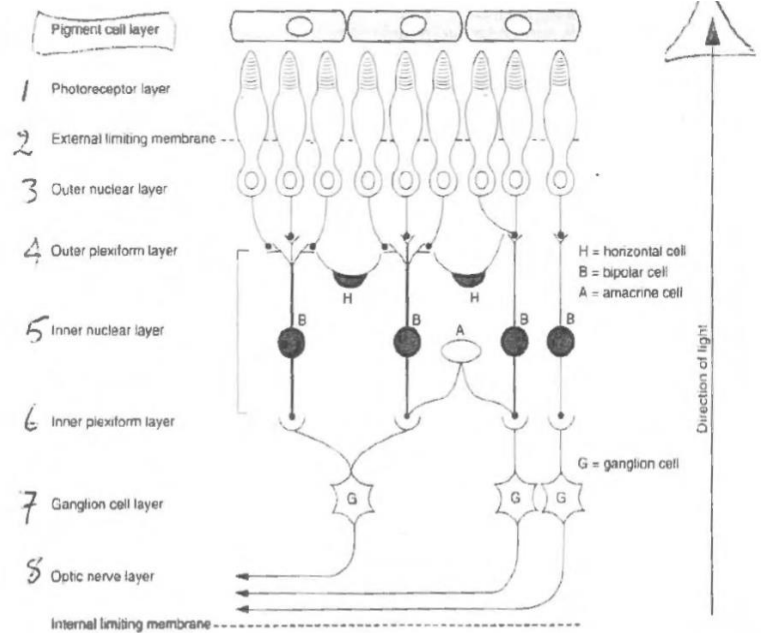 Pigment cell layer
1 Photoreceptor layer
2 External limiting membrane
3 Outer nuclear layer
4 Outer plexiform layer
H = horizontal cell
B = bipolar cell
A = amacrine cell
H
H
5 Inner nuclear layer
B
B
A
B
B
Direction of light
6 Inner plexiform layer
G = ganglion cell
7 Ganglion cell layer
G
G
G
8 Optic nerve layer
Internal limiting membrane